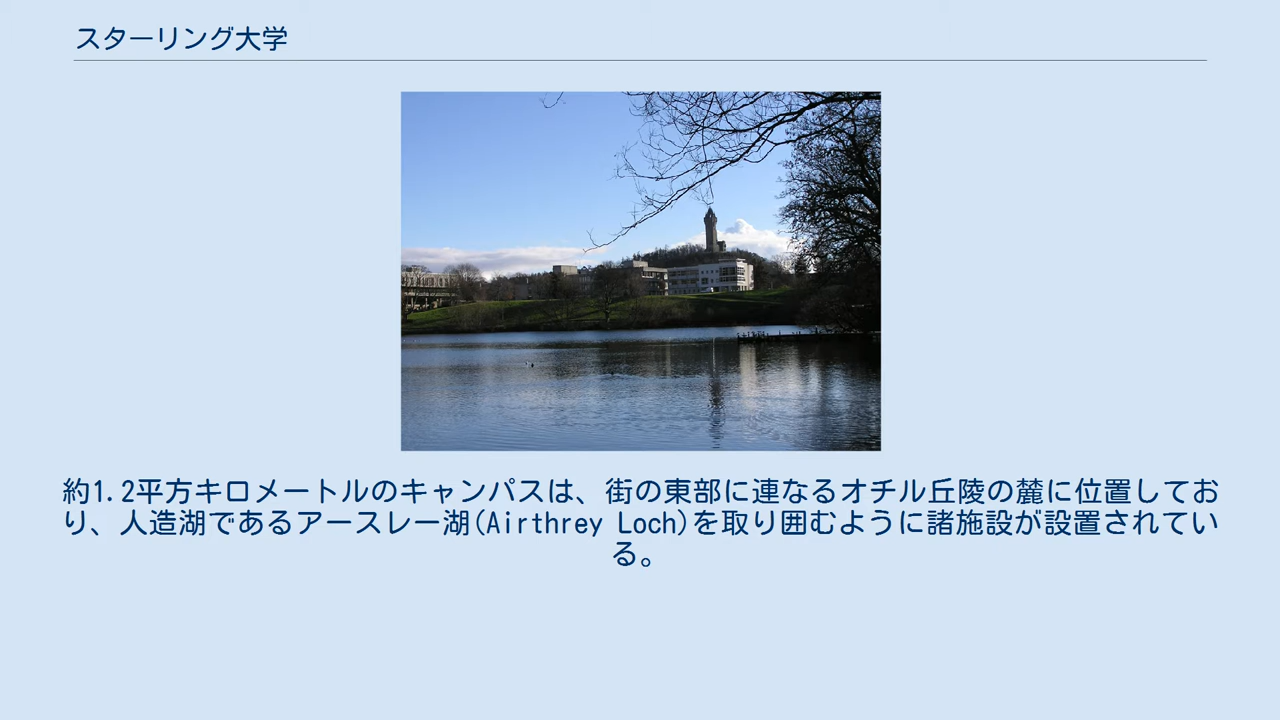 スターリング大学
約1.2平方キロメートルのキャンパスは、街の東部に連なるオチル丘陵の麓に位置してお
り、人造湖であるアースレー湖(Airthrey Loch)を取り囲むように諸施設が設置されてい
る。